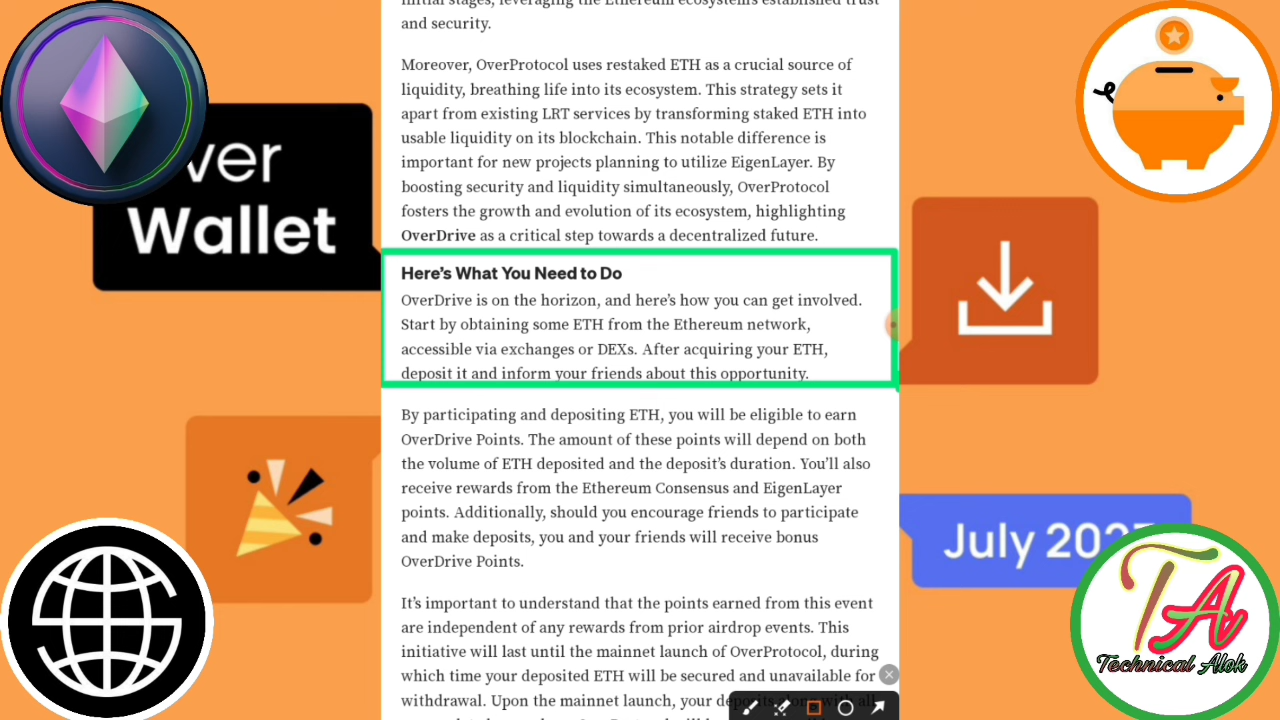 initial stages, leveraging the Ethereum ecosystem's established trust
and security.
Moreover, OverProtocol uses restaked ETH as a crucial source of
liquidity, breathing life into its ecosystem. This strategy sets it
apart from existing LRT services by transforming staked ETH into
usable liquidity on its blockchain. This notable difference is
important for new projects planning to utilize EigenLayer. By
boosting security and liquidity simultaneously, OverProtocol
fosters the growth and evolution of its ecosystem, highlighting
OverDrive as a critical step towards a decentralized future.
Here's What You Need to Do
OverDrive is on the horizon, and here's how you can get involved.
Start by obtaining some ETH from the Ethereum network,
accessible via exchanges or DEXs. After acquiring your ETH,
deposit it and inform your friends about this opportunity.
By participating and depositing ETH, you will be eligible to earn
OverDrive Points. The amount of these points will depend on both
the volume of ETH deposited and the deposit's duration. You'll also
receive rewards from the Ethereum Consensus and EigenLayer
points. Additionally, should you encourage friends to participate
and make deposits, you and your friends will receive bonus
OverDrive Points.
It's important to understand that the points earned from this event
are independent of any rewards from prior airdrop events. This
initiative will last until the mainnet launch of OverProtocol, during
which time your deposited ETH will be secured and unavailable for
withdrawal. Upon the mainnet launch, your deposits along with all
ver
Wallet
July 202
TA
Technical Alok